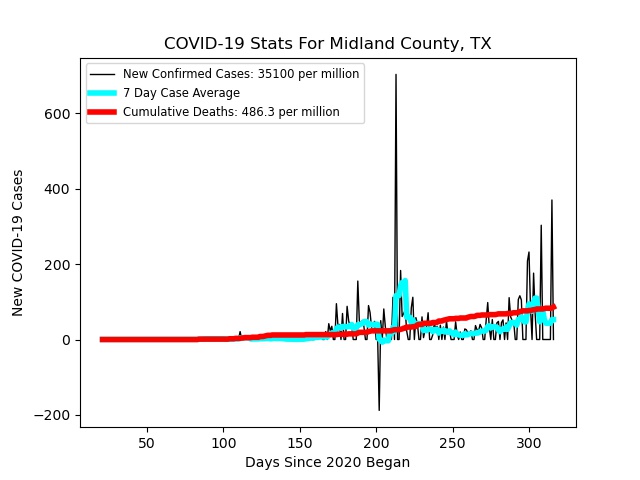 COVID-19 Stats For Midland County, TX
New Confirmed Cases: 35100 per million
7 Day Case Average
Cumulative Deaths: 486.3 per million
New COVID-19 Cases
600
400
200
0
−200
50 100 150 200 250 300
Days Since 2020 Began